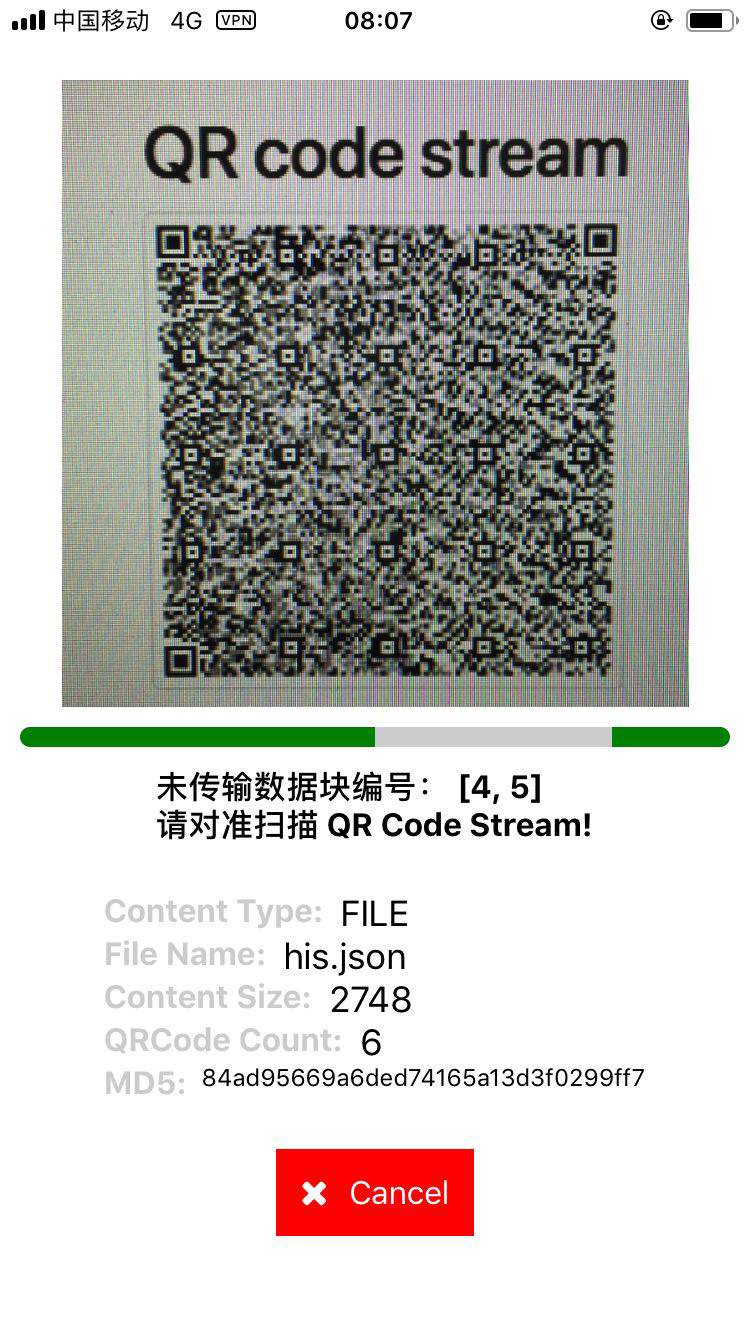 中国移动 4G VPN 08:07
QR code stream
未传输数据块编号： [4, 5]
请对准扫描 QR Code Stream!
Content Type: FILE
File Name: his.json
Content Size: 2748
QRCode Count: 6
MD5: 84ad95669a6ded74165a13d3f0299ff7
Cancel